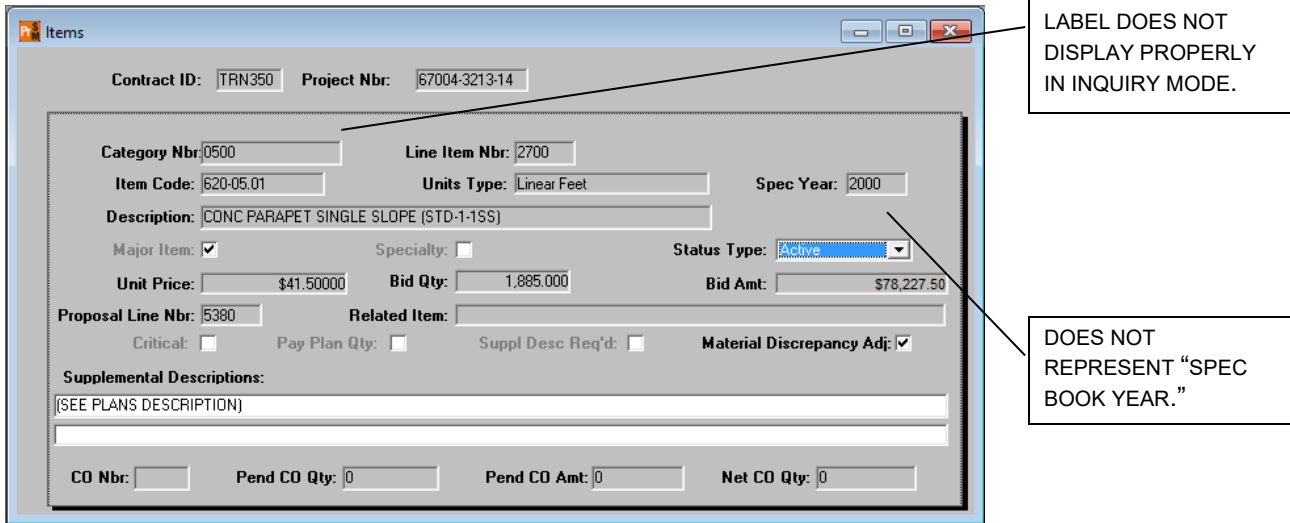 Items
LABEL DOES NOT
DISPLAY PROPERLY
IN INQUIRY MODE.
Contract ID: TRN350 Project Nbr: 67004-3213-14
Category Nbr: 0500 Line Item Nbr: 2700
Item Code: 620-05.01 Units Type: Linear Feet Spec Year: 2000
Description: CONC PARAPET SINGLE SLOPE (STD-1-1SS)
Major Item: Specialty: Status Type: Active
Unit Price: $41.50000 Bid Qty: 1,885.000 Bid Amt: $78,227.50
Proposal Line Nbr: 5380 Related Item:
Critical: Pay Plan Qty: Suppl Desc Req'd: Material Discrepancy Adj:
Supplemental Descriptions:
(SEE PLANS DESCRIPTION)
CO Nbr: Pend CO Qty: 0 Pend CO Amt: 0 Net CO Qty: 0
DOES NOT
REPRESENT “SPEC
BOOK YEAR.”